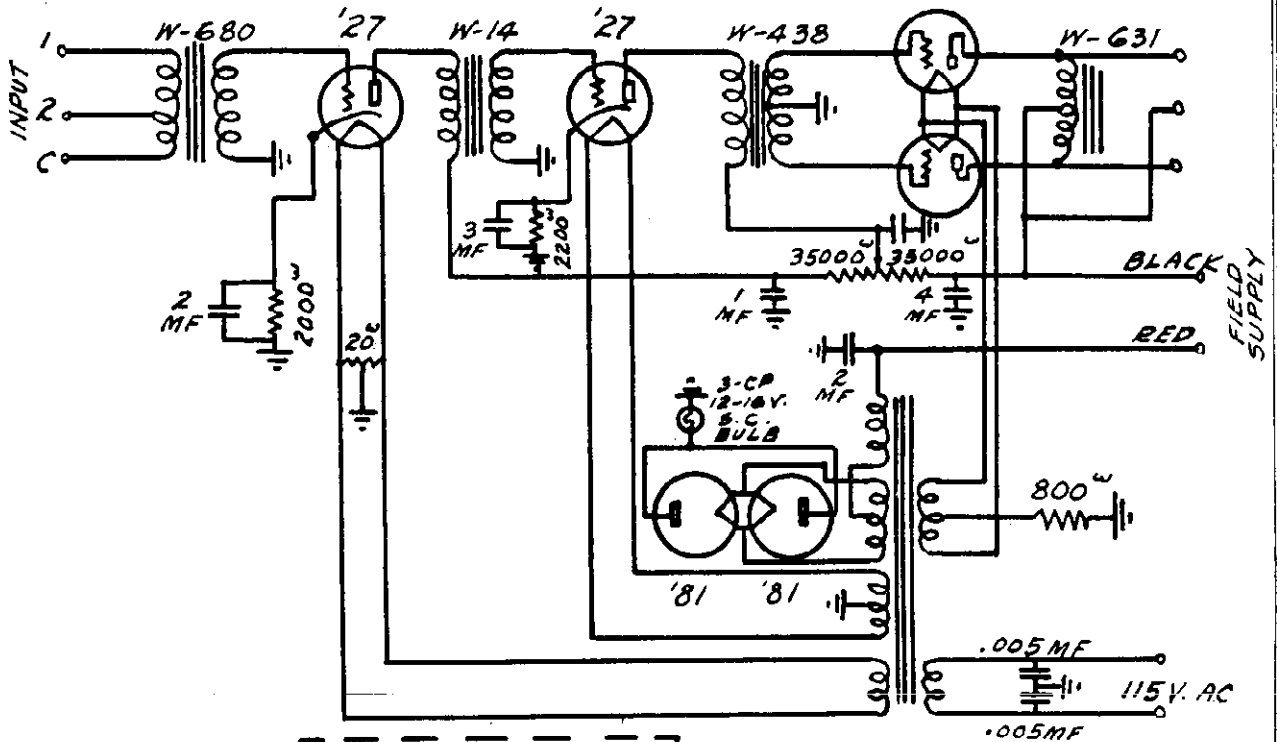 W-680
'27
W-14
'27
W-438
W-631
INPUT
1
2
C
3
MF
2200 ω
35000 ω
35000 ω
BLACK
2
MF
2000 ω
1
MF
4
MF
FIELD
SUPPLY
20 ω
RED
2
MF
3-CP
12-16V.
S.C.
BULB
800 ω
'81
'81
.005MF
115 V. AC
.005MF